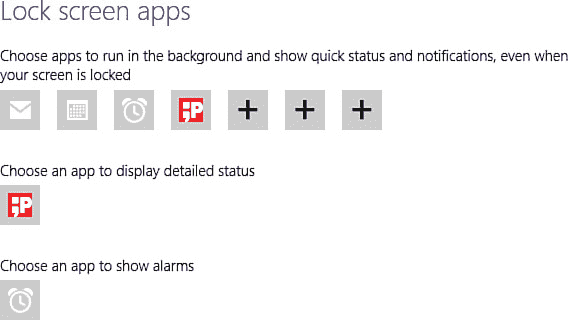 Lock screen apps
Choose apps to run in the background and show quick status and notifications, even when
your screen is locked
;P
Choose an app to display detailed status
;P
Choose an app to show alarms